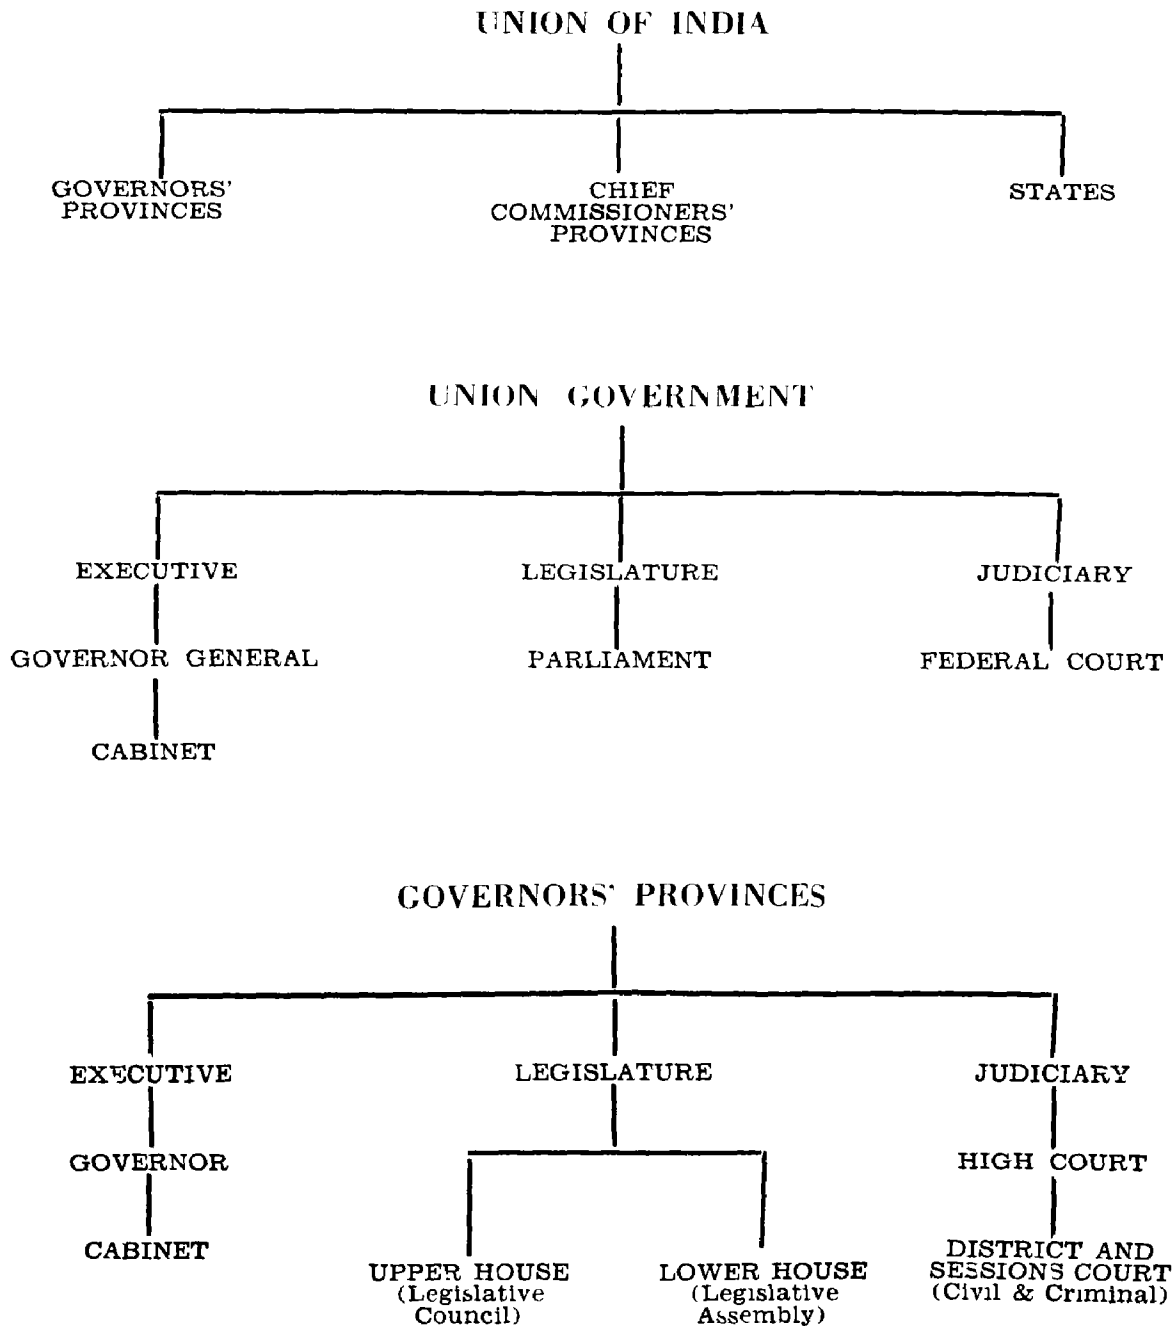 UNION OF INDIA
GOVERNORS'
PROVINCES
CHIEF
COMMISSIONERS'
PROVINCES
STATES
UNION GOVERNMENT
EXECUTIVE
LEGISLATURE
JUDICIARY
GOVERNOR GENERAL
PARLIAMENT
FEDERAL COURT
CABINET
GOVERNORS' PROVINCES
EXECUTIVE
LEGISLATURE
JUDICIARY
GOVERNOR
HIGH COURT
CABINET
UPPER HOUSE
(Legislative
Council)
LOWER HOUSE
(Legislative
Assembly)
DISTRICT AND
SESSIONS COURT
(Civil & Criminal)